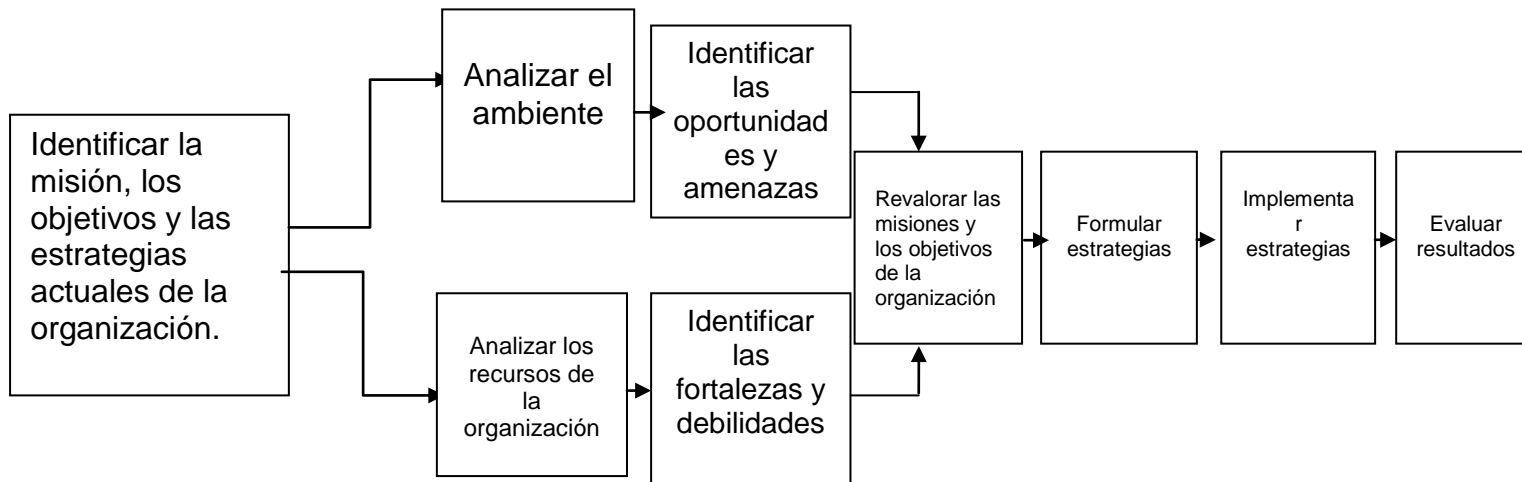 Identificar la
misión, los
objetivos y las
estrategias
actuales de la
organización.
Analizar el
ambiente
Identificar
las
oportunidad
es y
amenazas
Analizar los
recursos de
la
organización
Identificar
las
fortalezas y
debilidades
Revalorar las
misiones y
los objetivos
de la
organización
Formular
estrategias
Implementa
r
estrategias
Evaluar
resultados